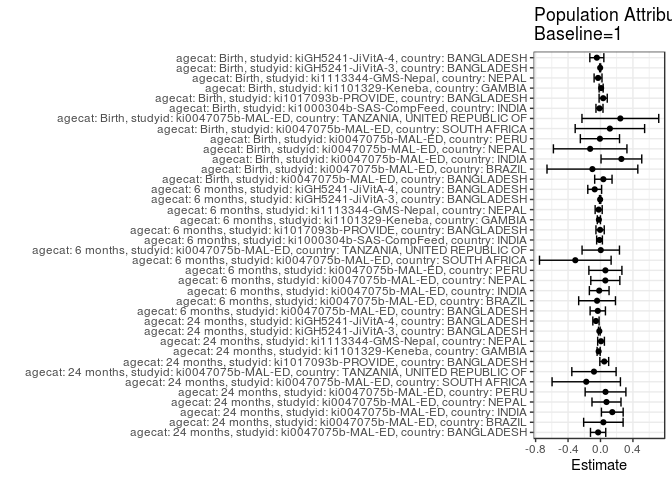 Population Attribu
Baseline=1
agecat: Birth, studyid: kiGH5241-JiVitA-4, country: BANGLADESH
agecat: Birth, studyid: kiGH5241-JiVitA-3, country: BANGLADESH
agecat: Birth, studyid: ki1113344-GMS-Nepal, country: NEPAL
agecat: Birth, studyid: ki1101329-Keneba, country: GAMBIA
agecat: Birth, studyid: ki1017093b-PROVIDE, country: BANGLADESH
agecat: Birth, studyid: ki1000304b-SAS-CompFeed, country: INDIA
agecat: Birth, studyid: ki0047075b-MAL-ED, country: TANZANIA, UNITED REPUBLIC OF
agecat: Birth, studyid: ki0047075b-MAL-ED, country: SOUTH AFRICA
agecat: Birth, studyid: ki0047075b-MAL-ED, country: PERU
agecat: Birth, studyid: ki0047075b-MAL-ED, country: NEPAL
agecat: Birth, studyid: ki0047075b-MAL-ED, country: INDIA
agecat: Birth, studyid: ki0047075b-MAL-ED, country: BRAZIL
agecat: Birth, studyid: ki0047075b-MAL-ED, country: BANGLADESH
agecat: 6 months, studyid: kiGH5241-JiVitA-4, country: BANGLADESH
agecat: 6 months, studyid: kiGH5241-JiVitA-3, country: BANGLADESH
agecat: 6 months, studyid: ki1113344-GMS-Nepal, country: NEPAL
agecat: 6 months, studyid: ki1101329-Keneba, country: GAMBIA
agecat: 6 months, studyid: ki1017093b-PROVIDE, country: BANGLADESH
agecat: 6 months, studyid: ki1000304b-SAS-CompFeed, country: INDIA
agecat: 6 months, studyid: ki0047075b-MAL-ED, country: TANZANIA, UNITED REPUBLIC OF
agecat: 6 months, studyid: ki0047075b-MAL-ED, country: SOUTH AFRICA
agecat: 6 months, studyid: ki0047075b-MAL-ED, country: PERU
agecat: 6 months, studyid: ki0047075b-MAL-ED, country: NEPAL
agecat: 6 months, studyid: ki0047075b-MAL-ED, country: INDIA
agecat: 6 months, studyid: ki0047075b-MAL-ED, country: BRAZIL
agecat: 6 months, studyid: ki0047075b-MAL-ED, country: BANGLADESH
agecat: 24 months, studyid: kiGH5241-JiVitA-4, country: BANGLADESH
agecat: 24 months, studyid: kiGH5241-JiVitA-3, country: BANGLADESH
agecat: 24 months, studyid: ki1113344-GMS-Nepal, country: NEPAL
agecat: 24 months, studyid: ki1101329-Keneba, country: GAMBIA
agecat: 24 months, studyid: ki1017093b-PROVIDE, country: BANGLADESH
agecat: 24 months, studyid: ki0047075b-MAL-ED, country: TANZANIA, UNITED REPUBLIC OF
agecat: 24 months, studyid: ki0047075b-MAL-ED, country: SOUTH AFRICA
agecat: 24 months, studyid: ki0047075b-MAL-ED, country: PERU
agecat: 24 months, studyid: ki0047075b-MAL-ED, country: NEPAL
agecat: 24 months, studyid: ki0047075b-MAL-ED, country: INDIA
agecat: 24 months, studyid: ki0047075b-MAL-ED, country: BRAZIL
agecat: 24 months, studyid: ki0047075b-MAL-ED, country: BANGLADESH
-0.8 -0.4 0.0 0.4
Estimate